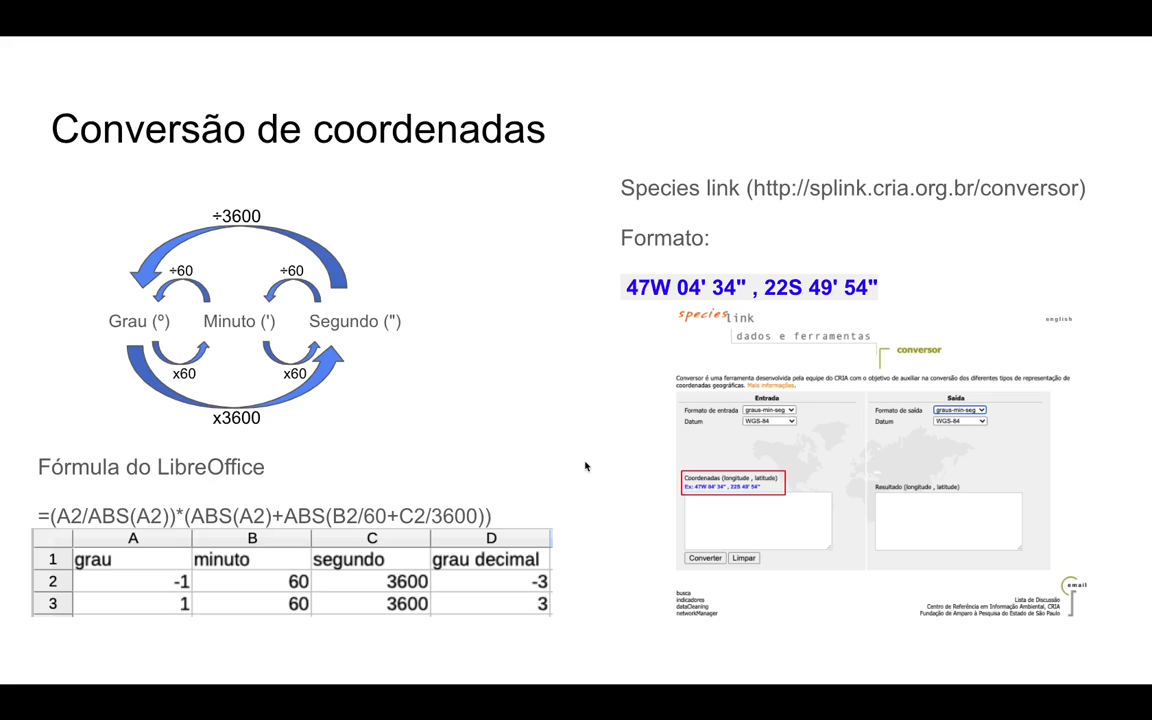 Conversão de coordenadas
÷3600
÷60
÷60
Grau (º)
Minuto (')
Segundo (")
x60
x60
x3600
Fórmula do LibreOffice
=(A2/ABS(A2))*(ABS(A2)+ABS(B2/60+C2/3600))
A B C D
1 grau minuto segundo grau decimal
2 -1 60 3600 -3
3 1 60 3600 3
Species link (http://splink.cria.org.br/conversor)
Formato:
47W 04' 34" , 22S 49' 54"
species link
english
dados e ferramentas
conversor
Conversor é uma ferramenta desenvolvida pela equipe do CRIA com o objetivo de auxiliar na conversão dos diferentes tipos de representação de
coordenadas geográficas. Mais informações.
Entrada
Formato de entrada graus-min-seg
Datum WGS-84
Coordenadas (longitude , latitude)
Ex: 47W 04' 34" , 22S 49' 54"
Converter Limpar
Saída
Formato de saída graus-min-seg
Datum WGS-84
Resultado (longitude , latitude)
email
busca
indicadores
dataCleaning
networkManager
Lista de Discussão
Centro de Referência em Informação Ambiental, CRIA
Fundação de Amparo à Pesquisa do Estado de São Paulo